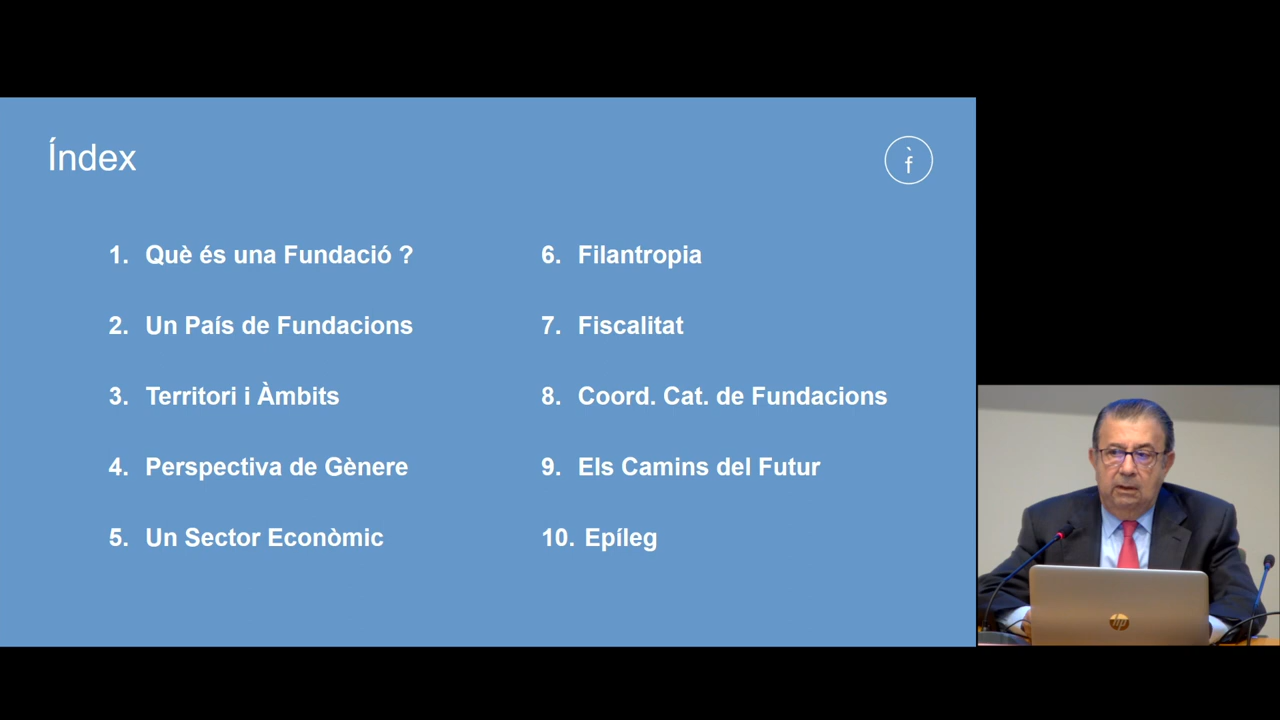 Índex
1. Què és una Fundació ?
2. Un País de Fundacions
3. Territori i Àmbits
4. Perspectiva de Gènere
5. Un Sector Econòmic
6. Filantropia
7. Fiscalitat
8. Coord. Cat. de Fundacions
9. Els Camins del Futur
10. Epíleg
f̀
hp